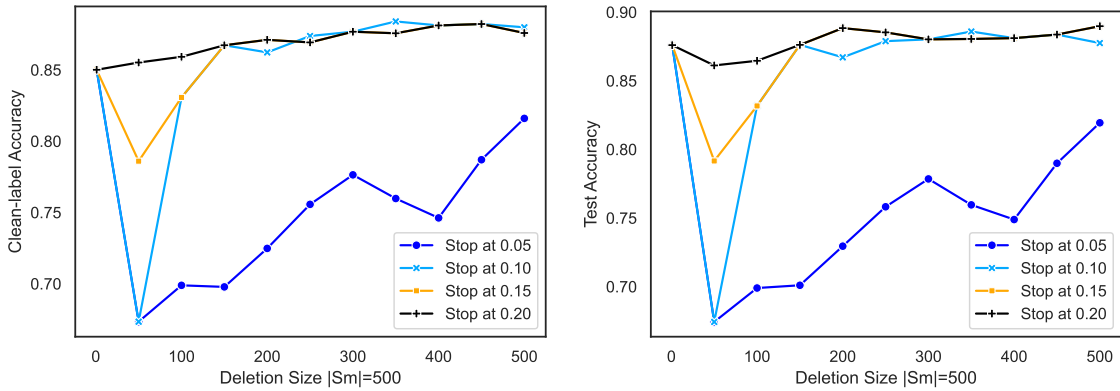 Clean-label Accuracy
0.85
0.80
0.75
0.70
0
100
200
300
400
500
Deletion Size |Sm|=500
Stop at 0.05
Stop at 0.10
Stop at 0.15
Stop at 0.20
Test Accuracy
0.90
0.85
0.80
0.75
0.70
0
100
200
300
400
500
Deletion Size |Sm|=500
Stop at 0.05
Stop at 0.10
Stop at 0.15
Stop at 0.20